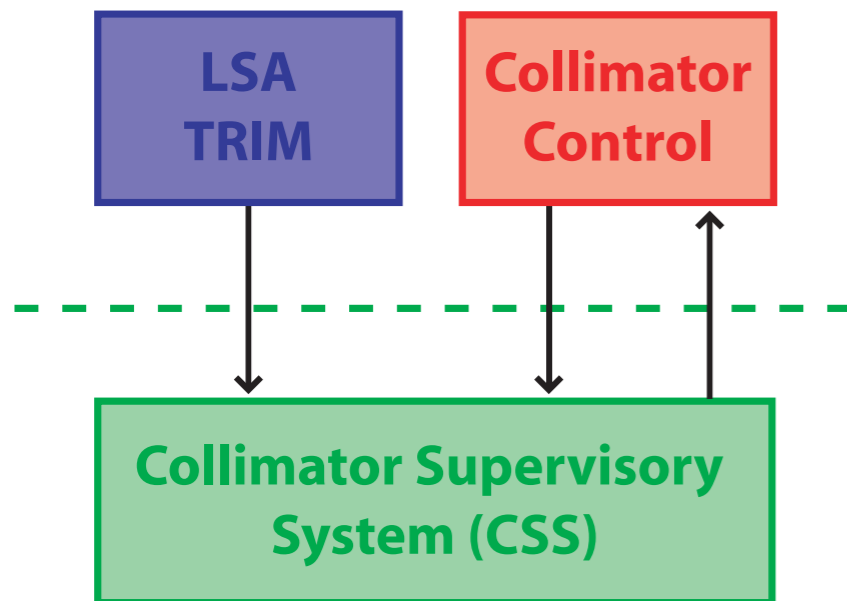 LSA
TRIM
Collimator
Control
Collimator Supervisory
System (CSS)